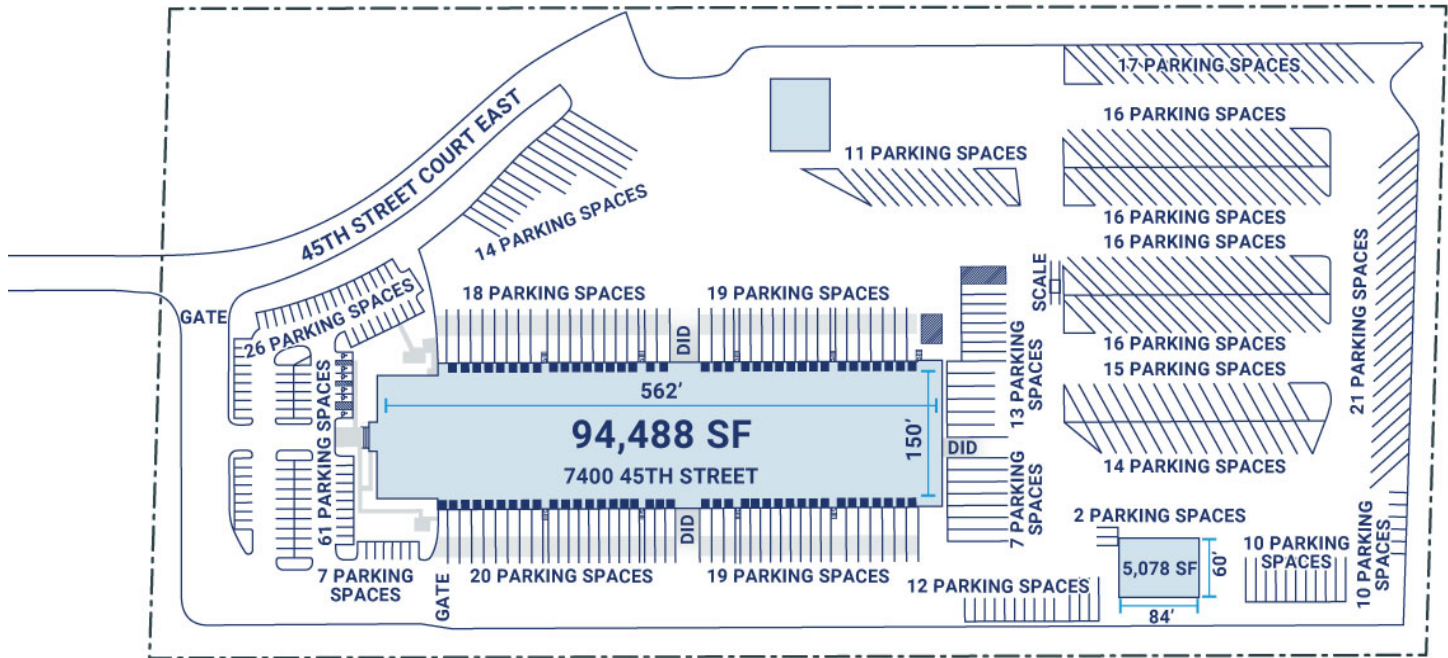 17 PARKING SPACES
45TH STREET COURT EAST
16 PARKING SPACES
11 PARKING SPACES
14 PARKING SPACES
16 PARKING SPACES
16 PARKING SPACES
SCALE
21 PARKING SPACES
GATE
26 PARKING SPACES
18 PARKING SPACES
19 PARKING SPACES
DID
16 PARKING SPACES
15 PARKING SPACES
13 PARKING
SPACES
562'
150'
94,488 SF
7400 45TH STREET
DID
61 PARKING SPACES
14 PARKING SPACES
7 PARKING
SPACES
DID
2 PARKING SPACES
7 PARKING
SPACES
20 PARKING SPACES
19 PARKING SPACES
GATE
12 PARKING SPACES
5,078 SF
60'
84'
10 PARKING
SPACES
10 PARKING
SPACES